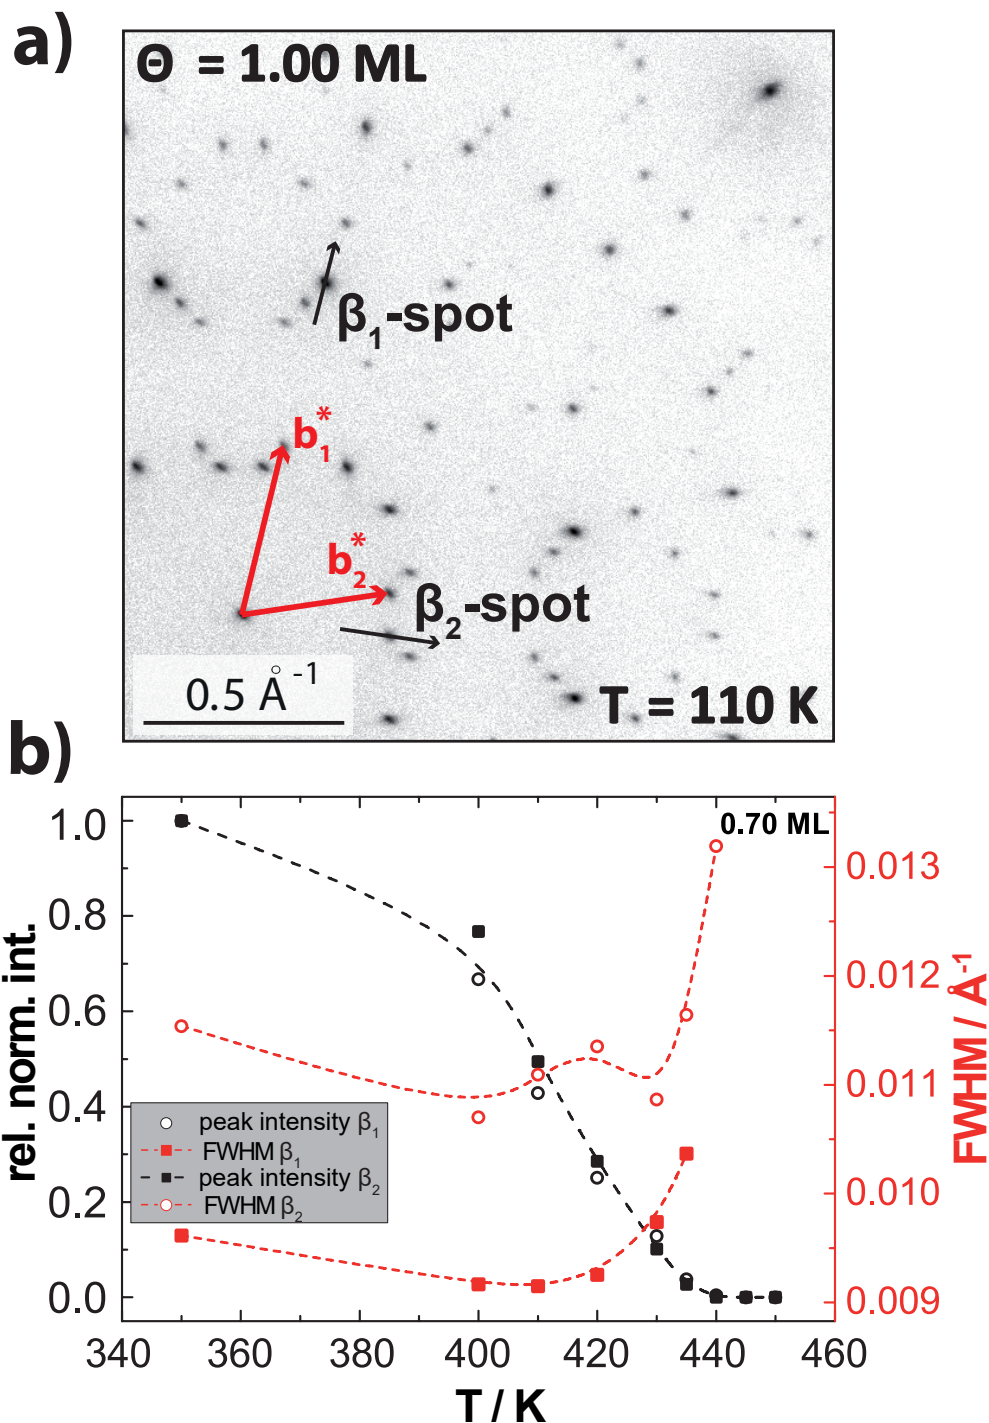 a)
Θ = 1.00 ML
β₁-spot
b₁*
b₂*
β₂-spot
0.5 Å⁻¹
T = 110 K
b)
0.70 ML
rel. norm. int.
1.0
0.8
0.6
0.4
0.2
0.0
peak intensity β₁
FWHM β₁
peak intensity β₂
FWHM β₂
0.013
0.012
0.011
0.010
0.009
FWHM / Å⁻¹
340 360 380 400 420 440 460
T / K